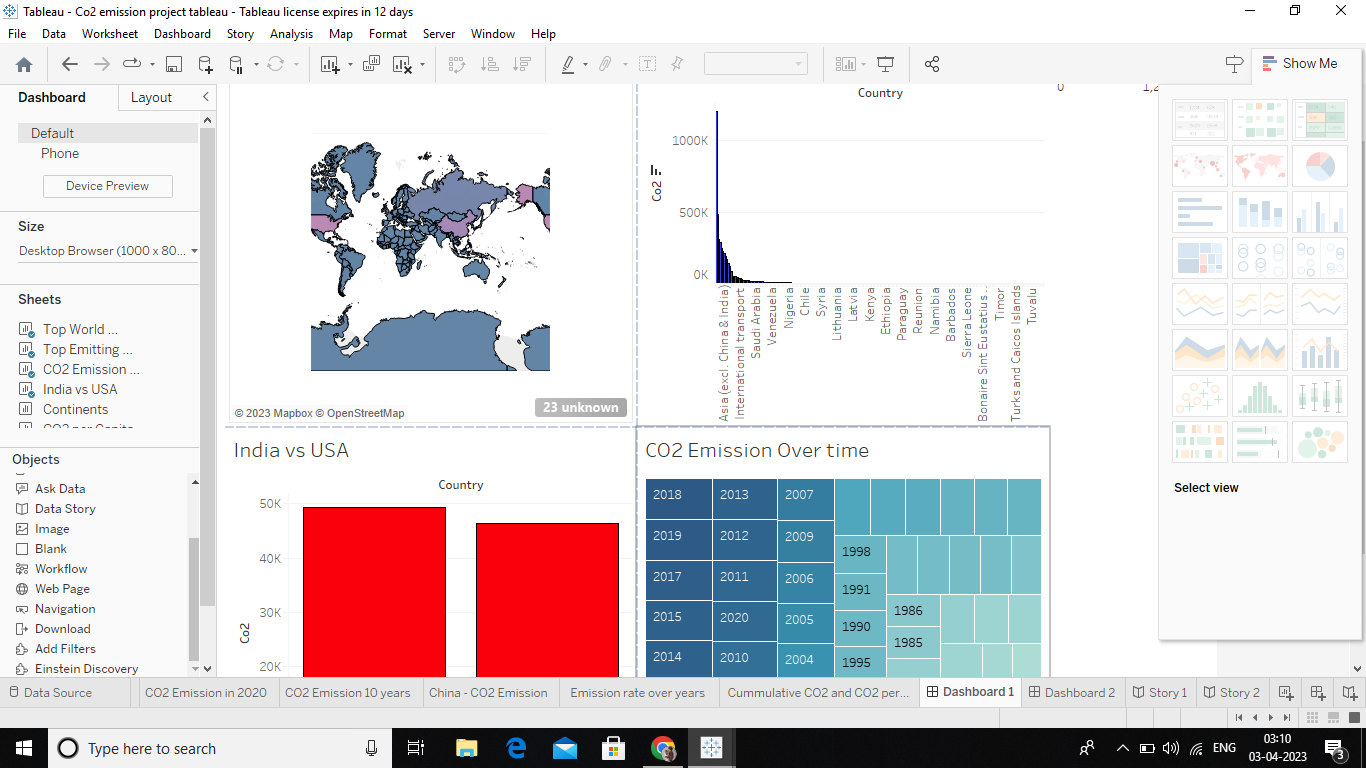 Tableau - Co2 emission project tableau - Tableau license expires in 12 days
File Data Worksheet Dashboard Story Analysis Map Format Server Window Help
Show Me
Dashboard Layout
Default
Phone
Device Preview
Size
Desktop Browser (1000 x 80...
Sheets
Top World ...
Top Emitting ...
CO2 Emission ...
India vs USA
Continents
CO2 per Capita
Objects
Ask Data
Data Story
Image
Blank
Workflow
Web Page
Navigation
Download
Add Filters
Einstein Discovery
© 2023 Mapbox © OpenStreetMap
23 unknown
Country
0 1,2
1000K
500K
0K
Co2
Asia (excl. China & India)
International transport
Saudi Arabia
Venezuela
Nigeria
Chile
Syria
Lithuania
Latvia
Kenya
Ethiopia
Paraguay
Reunion
Namibia
Barbados
Sierra Leone
Bonaire Sint Eustatius ..
Timor
Turks and Caicos Islands
Tuvalu
India vs USA
Country
50K
40K
30K
20K
Co2
CO2 Emission Over time
2018 2013 2007
2019 2012 2009 1998
2017 2011 2006 1991
2015 2020 2005 1990 1986
2014 2010 2004 1995 1985
Select view
Data Source CO2 Emission in 2020 CO2 Emission 10 years China - CO2 Emission Emission rate over years Cummulative CO2 and CO2 per... Dashboard 1 Dashboard 2 Story 1 Story 2
Type here to search
ENG
03:10
03-04-2023
3